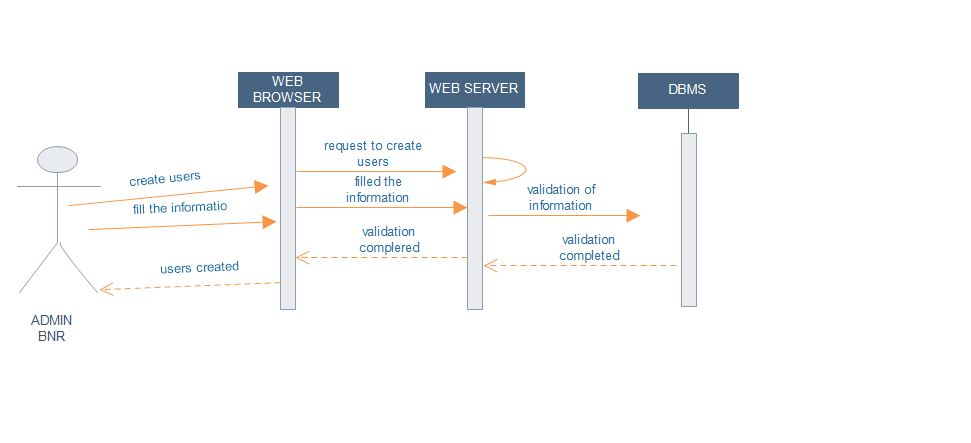 WEB
BROWSER
WEB SERVER
DBMS
request to create
users
create users
filled the
information
validation of
information
fill the informatio
validation
complered
validation
completed
users created
ADMIN
BNR